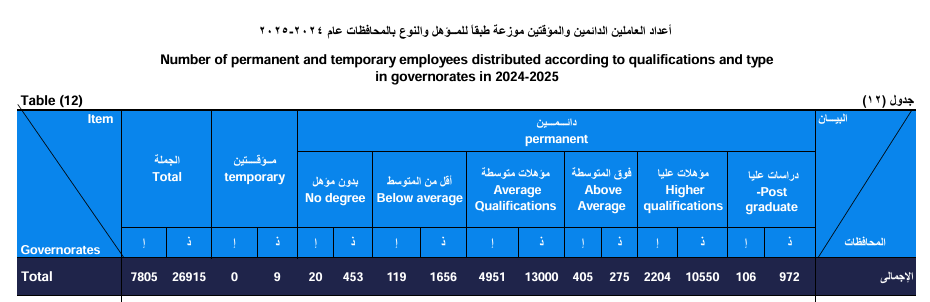 أعداد العاملين الدائمين والمؤقتين موزعة طبقاً للمــؤهل والنوع بالمحافظات عام ٢٠٢٤-٢٠٢٥
Number of permanent and temporary employees distributed according to qualifications and type
in governorates in 2024-2025
Table (12) جدول (١٢)
Item البيـــان
دائـمـــين
permanent
الجملة مـؤقـتـــين
Total temporary
بدون مؤهل أقل من المتوسط مؤهلات متوسطة فوق المتوسطة مؤهلات عليا دراسات عليا
No degree Below average Average Above Higher -Post
Qualifications Average qualifications graduate
Governorates إ ذ إ ذ إ ذ إ ذ إ ذ إ ذ إ ذ إ ذ المحافظات
Total 7805 26915 0 9 20 453 119 1656 4951 13000 405 275 2204 10550 106 972 الإجمالى